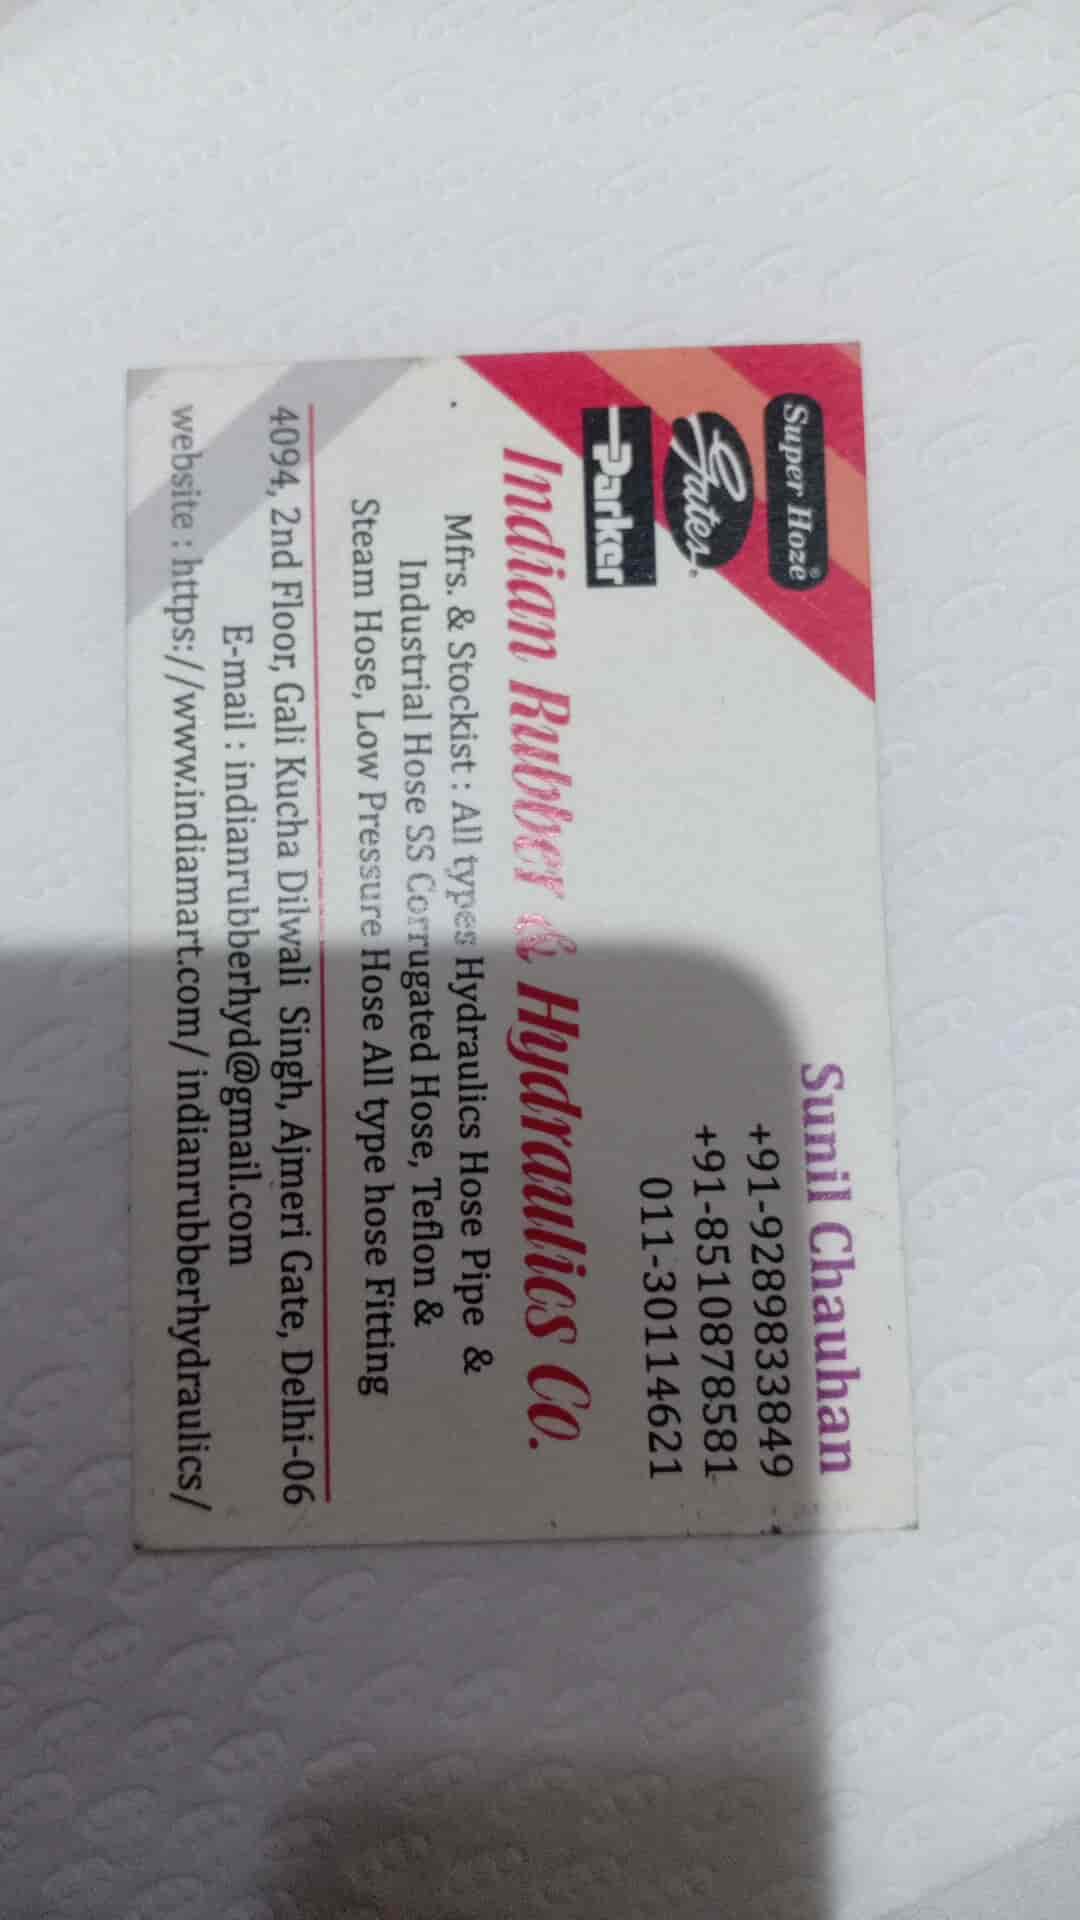 Super Hoze®
Gates
Parker
Sunil Chauhan
+91-9289833849
+91-8510878581
011-30114621
Indian Rubber & Hydraulics Co.
Mfrs. & Stockist : All types Hydraulics Hose Pipe &
Industrial Hose SS Corrugated Hose, Teflon &
Steam Hose, Low Pressure Hose All type hose Fitting
4094, 2nd Floor, Gali Kucha Dilwali Singh, Ajmeri Gate, Delhi-06
E-mail : indianrubberhyd@gmail.com
website : https://www.indiamart.com/ indianrubberhydraulics/